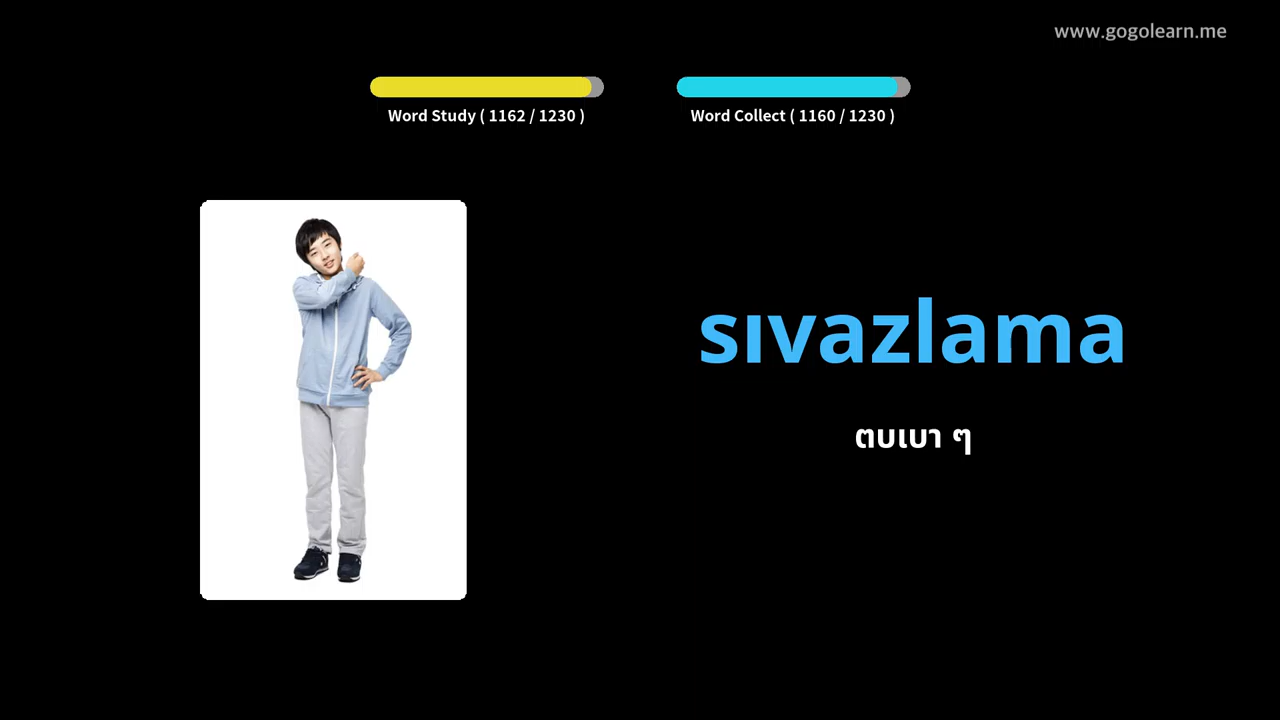 www.gogolearn.me
Word Study ( 1162 / 1230 )
Word Collect ( 1160 / 1230 )
sıvazlama
ตบเบา ๆ